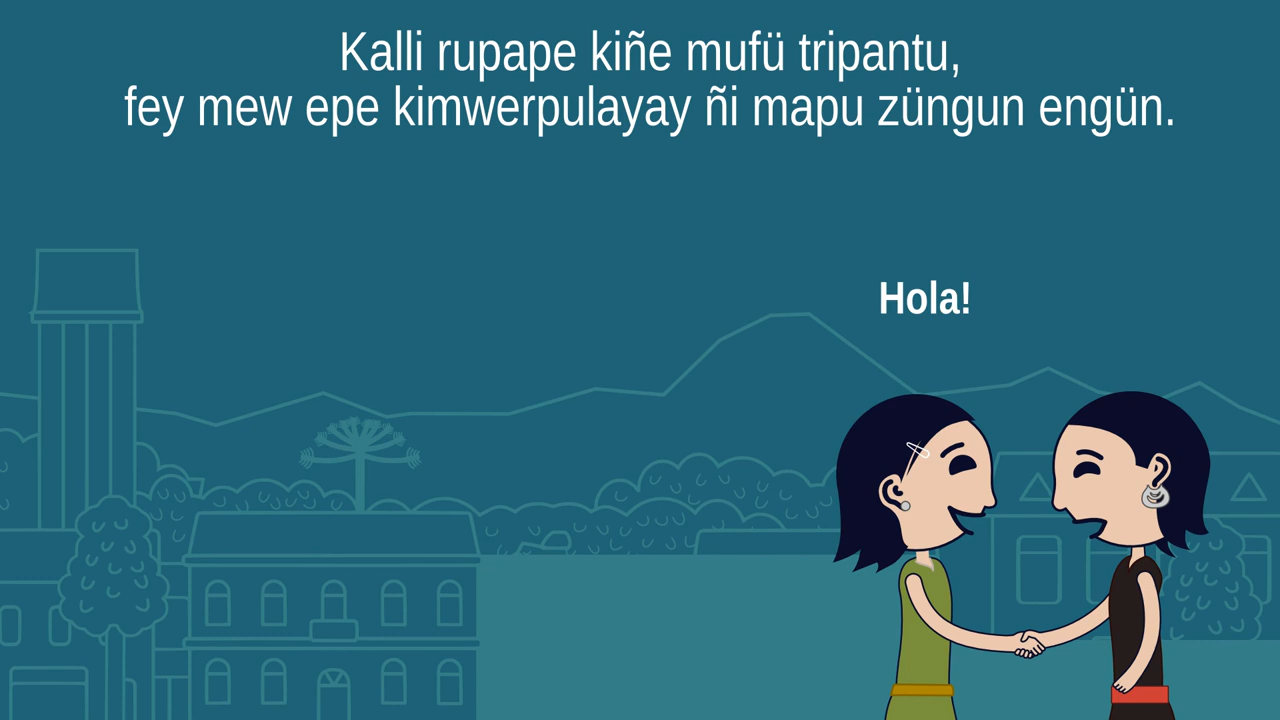 Kalli rupape kiñe mufü tripantu,
fey mew epe kimwerpulayay ñi mapu züngun engün.
Hola!